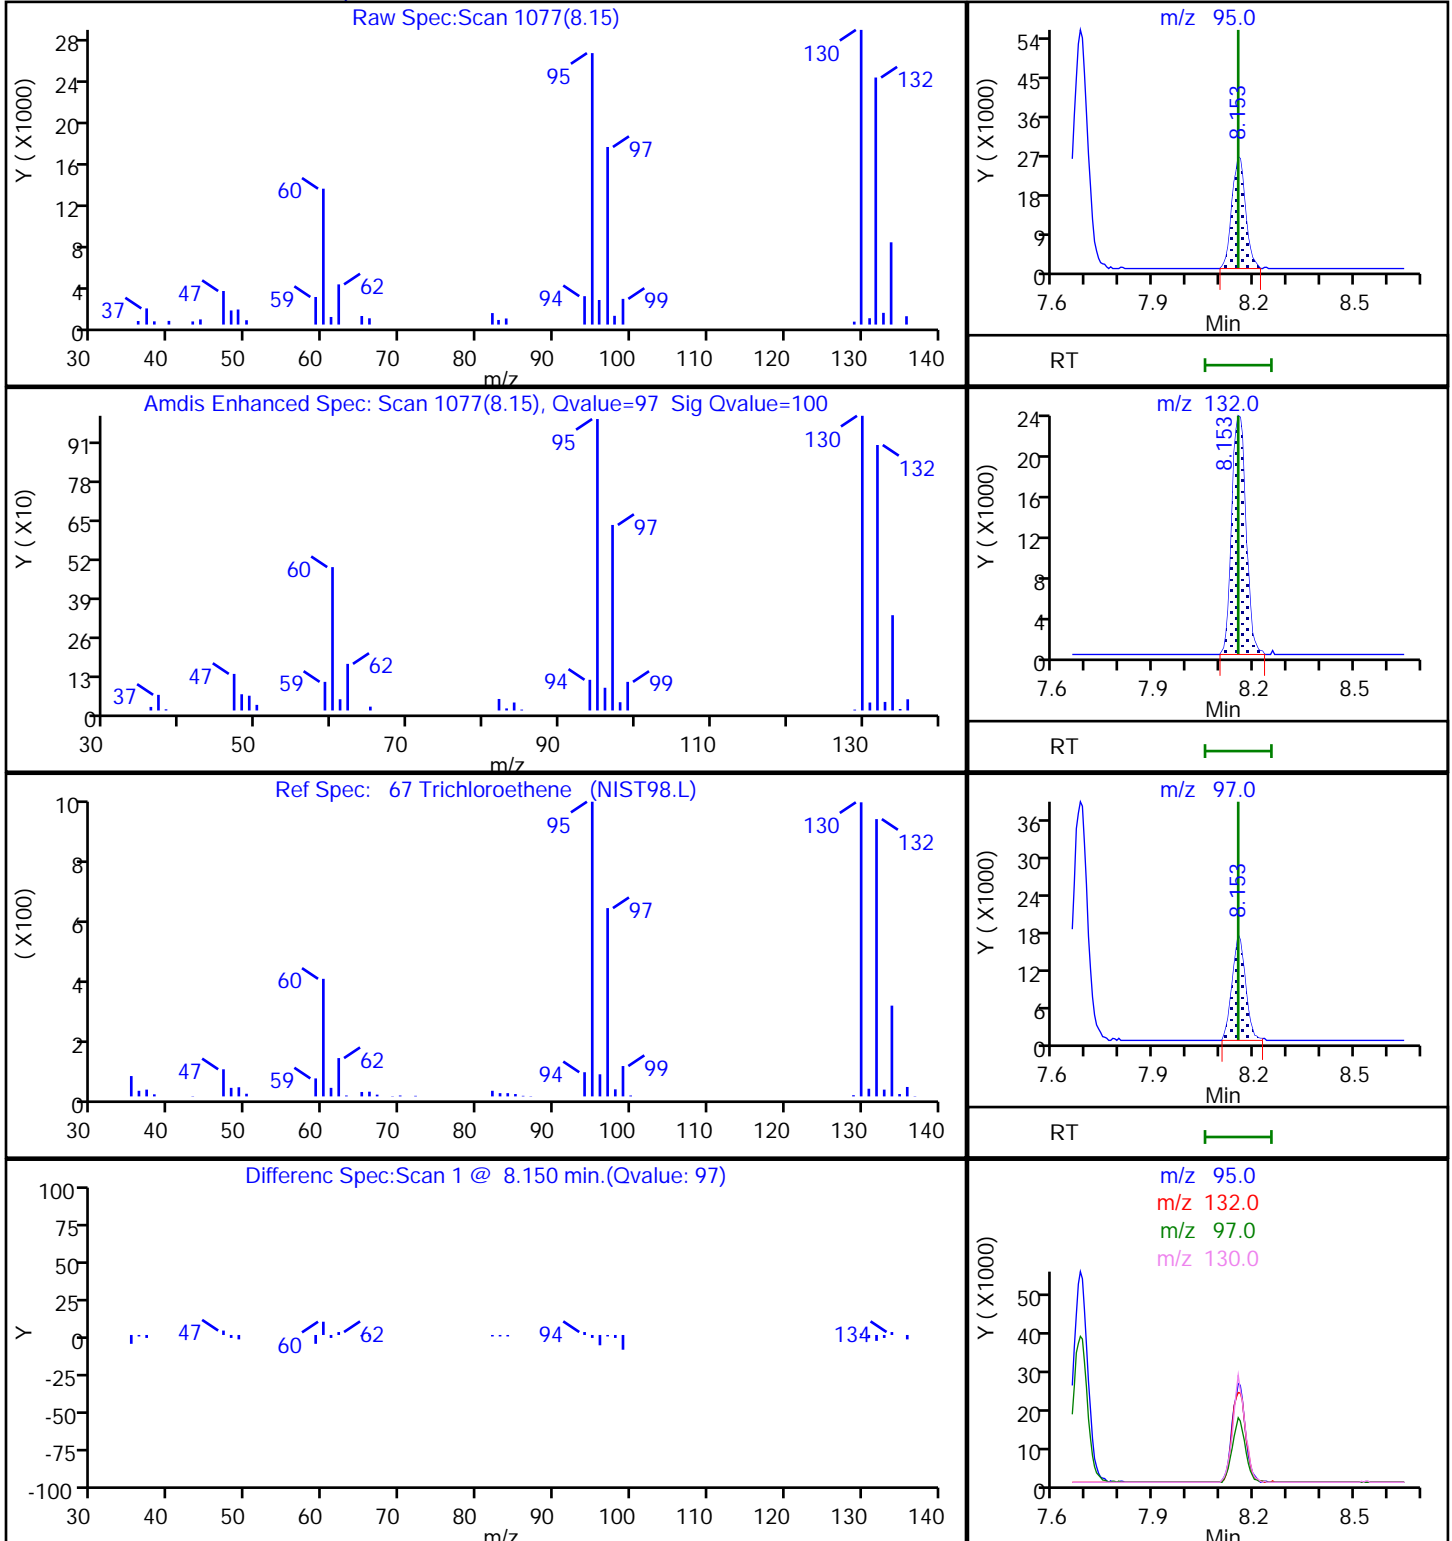 Raw Spec:Scan 1077(8.15)
Y ( X1000)
28
24
20
16
12
8
4
0
37
47
59
60
62
94
95
97
99
130
132
30 40 50 60 70 80 90 100 110 120 130 140
m/z
m/z 95.0
Y ( X1000)
54
45
36
27
18
9
0
8.153
7.6 7.9 8.2 8.5
Min
RT
Amdis Enhanced Spec: Scan 1077(8.15), Qvalue=97 Sig Qvalue=100
Y ( X10)
91
78
65
52
39
26
13
0
37
47
59
60
62
94
95
97
99
130
132
30 50 70 90 110 130
m/z
m/z 132.0
Y ( X1000)
24
20
16
12
8
4
0
8.153
7.6 7.9 8.2 8.5
Min
RT
Ref Spec: 67 Trichloroethene (NIST98.L)
( X100)
10
8
6
4
2
0
47
59
60
62
94
95
97
99
130
132
30 40 50 60 70 80 90 100 110 120 130 140
m/z 97.0
Y ( X1000)
36
30
24
18
12
6
0
8.153
7.6 7.9 8.2 8.5
Min
RT
Differenc Spec:Scan 1 @ 8.150 min.(Qvalue: 97)
Y
100
75
50
25
0
-25
-50
-75
-100
47
60
62
94
134
30 40 50 60 70 80 90 100 110 120 130 140
m/z
m/z 95.0
m/z 132.0
m/z 97.0
m/z 130.0
Y ( X1000)
50
40
30
20
10
0
7.6 7.9 8.2 8.5
Min